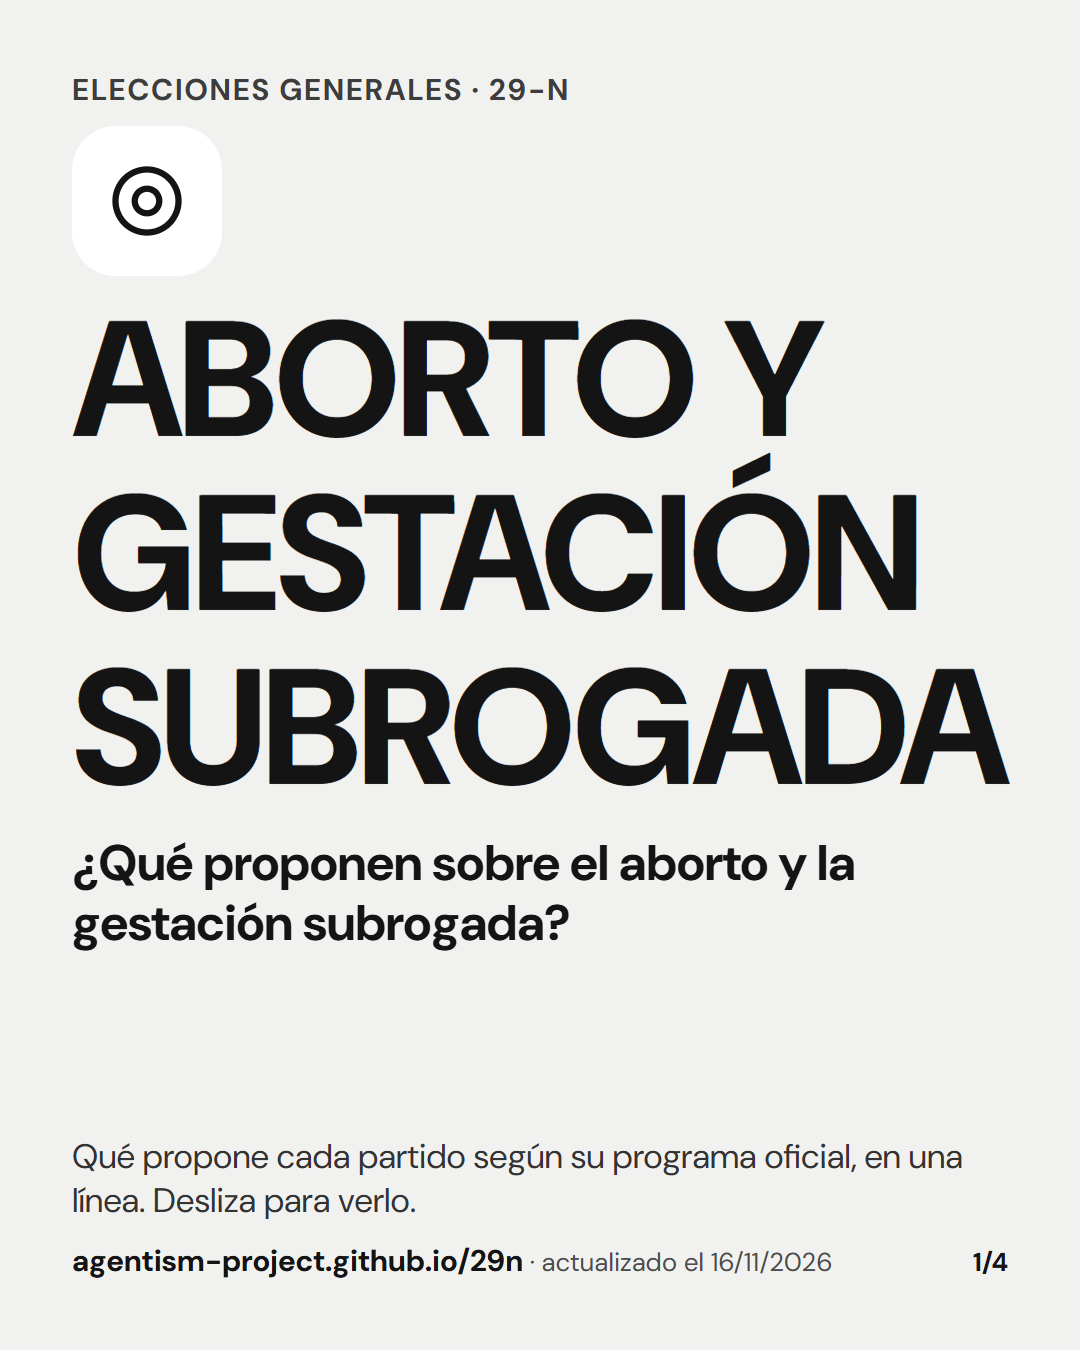 ELECCIONES GENERALES · 29-N
ABORTO Y
GESTACIÓN
SUBROGADA
¿Qué proponen sobre el aborto y la
gestación subrogada?
Qué propone cada partido según su programa oficial, en una
línea. Desliza para verlo.
agentism-project.github.io/29n · actualizado el 16/11/2026 1/4